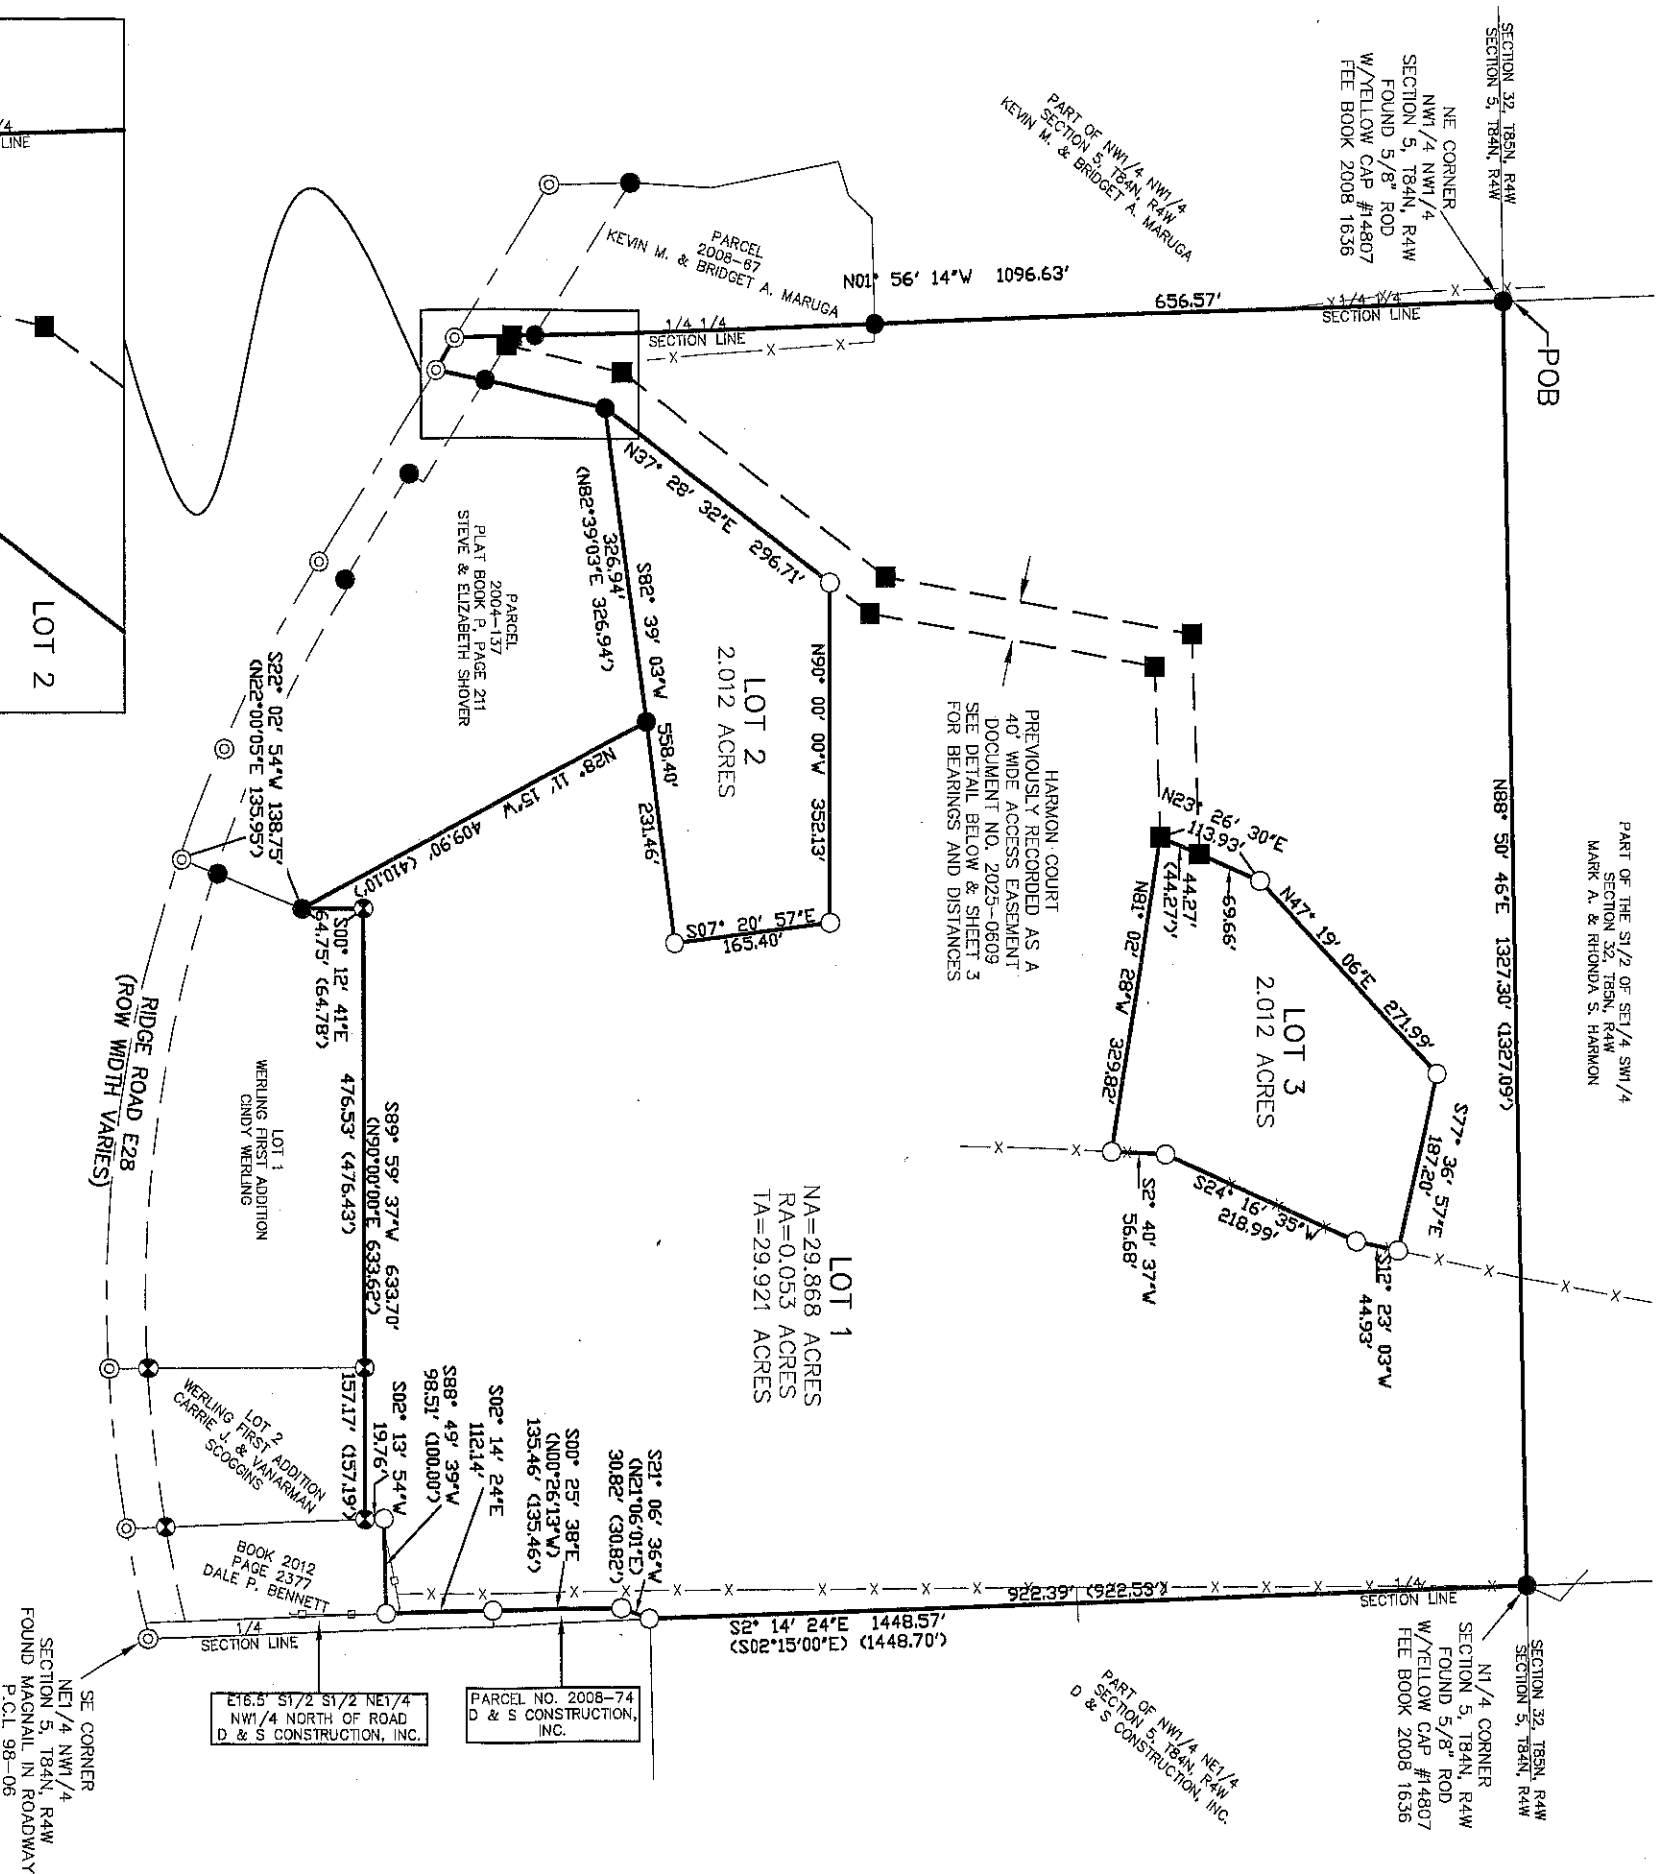 SECTION 32, T85N, R4W
SECTION 5, T84N, R4W
NE CORNER
NW1/4 NW1/4
SECTION 5, T84N, R4W
FOUND 5/8" ROD
W/YELLOW CAP #14807
FEE BOOK 2008 1636
POB
PART OF THE S1/2 OF SE1/4 SW1/4
SECTION 32, T85N, R4W
MARK A. & RHONDA S. HARMON
N88° 50' 46"E 1327.30' (1327.09')
SECTION 32, T85N, R4W
SECTION 5, T84N, R4W
N1/4 CORNER
SECTION 5, T84N, R4W
FOUND 5/8" ROD
W/YELLOW CAP #14807
FEE BOOK 2008 1636
1/4 1/4
SECTION LINE
656.57'
N01° 56' 14"W 1096.63'
PART OF NW1/4 NW1/4
SECTION 5, T84N, R4W
KEVIN M. & BRIDGET A. MARUGA
PARCEL
2008-67
KEVIN M. & BRIDGET A. MARUGA
1/4 1/4
SECTION LINE
N37° 28' 32"E 296.71'
N90° 00' 00"W 352.13'
LOT 2
2.012 ACRES
S82° 39' 03"W 558.40'
326.94'
(N82°39'03"E 326.94')
231.46'
S07° 20' 57"E
165.40'
HARMON COURT
PREVIOUSLY RECORDED AS A
40' WIDE ACCESS EASEMENT
DOCUMENT NO. 2025-0609
SEE DETAIL BELOW & SHEET 3
FOR BEARINGS AND DISTANCES
N23° 26' 30"E
113.93'
69.66'
44.27'
(44.27')
N47° 19' 06"E 271.99'
LOT 3
2.012 ACRES
S77° 36' 57"E
187.20'
S12° 23' 03"W
44.93'
S24° 16' 35"W
218.99'
S2° 40' 37"W
56.68'
N81° 02' 28"W 329.82'
LOT 1
NA=29.868 ACRES
RA=0.053 ACRES
TA=29.921 ACRES
1/4
SECTION LINE
922.39' (922.53')
S2° 14' 24"E 1448.57'
(S02°15'00"E) (1448.70')
PART OF NW1/4 NE1/4
SECTION 5, T84N, R4W
D & S CONSTRUCTION, INC.
PARCEL
2004-137
PLAT BOOK P, PAGE 211
STEVE & ELIZABETH SHOVER
N28° 11' 15"W 409.90' (410.10')
S22° 02' 54"W 138.75'
(N22°00'05"E 135.95')
S00° 12' 41"E
64.75' (64.78')
S89° 59' 37"W 633.70'
(N90°00'00"E 633.62')
476.53' (476.43')
157.17' (157.19')
LOT 1
WERLING FIRST ADDITION
CINDY WERLING
RIDGE ROAD E28
(ROW WIDTH VARIES)
LOT 2
WERLING FIRST ADDITION
CARRIE J. & VANARMAN
SCOGGINS
S21° 06' 36"W
(N21°06'01"E)
30.82' (30.82')
S00° 25' 38"E
(N00°26'13"W)
135.46' (135.46')
S02° 14' 24"E
112.14'
S88° 49' 39"W
98.51' (100.00')
S02° 13' 54"W
19.76'
BOOK 2012
PAGE 2377
DALE P. BENNETT
1/4
SECTION LINE
PARCEL NO. 2008-74
D & S CONSTRUCTION,
INC.
E16.5' S1/2 S1/2 NE1/4
NW1/4 NORTH OF ROAD
D & S CONSTRUCTION, INC.
SE CORNER
NE1/4 NW1/4
SECTION 5, T84N, R4W
FOUND MAGNAIL IN ROADWAY
P.C.L 98-06
/4
LINE
LOT 2